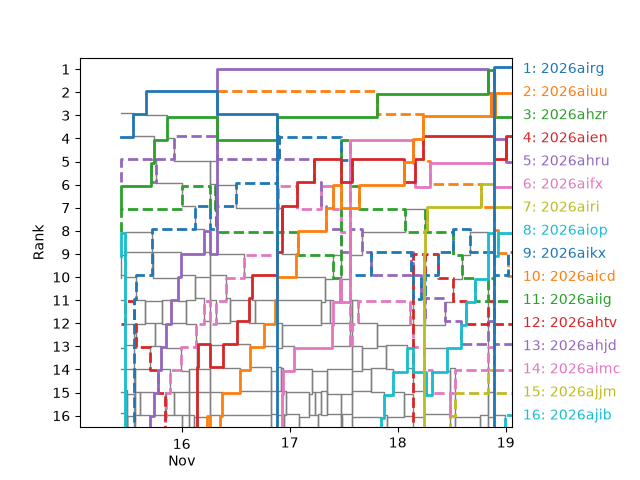 1
2
3
4
5
6
7
8
9
10
11
12
13
14
15
16
Rank
16
17
18
19
Nov
1: 2026airg
2: 2026aiuu
3: 2026ahzr
4: 2026aien
5: 2026ahru
6: 2026aifx
7: 2026airi
8: 2026aiop
9: 2026aikx
10: 2026aicd
11: 2026aiig
12: 2026ahtv
13: 2026ahjd
14: 2026aimc
15: 2026ajjm
16: 2026ajib